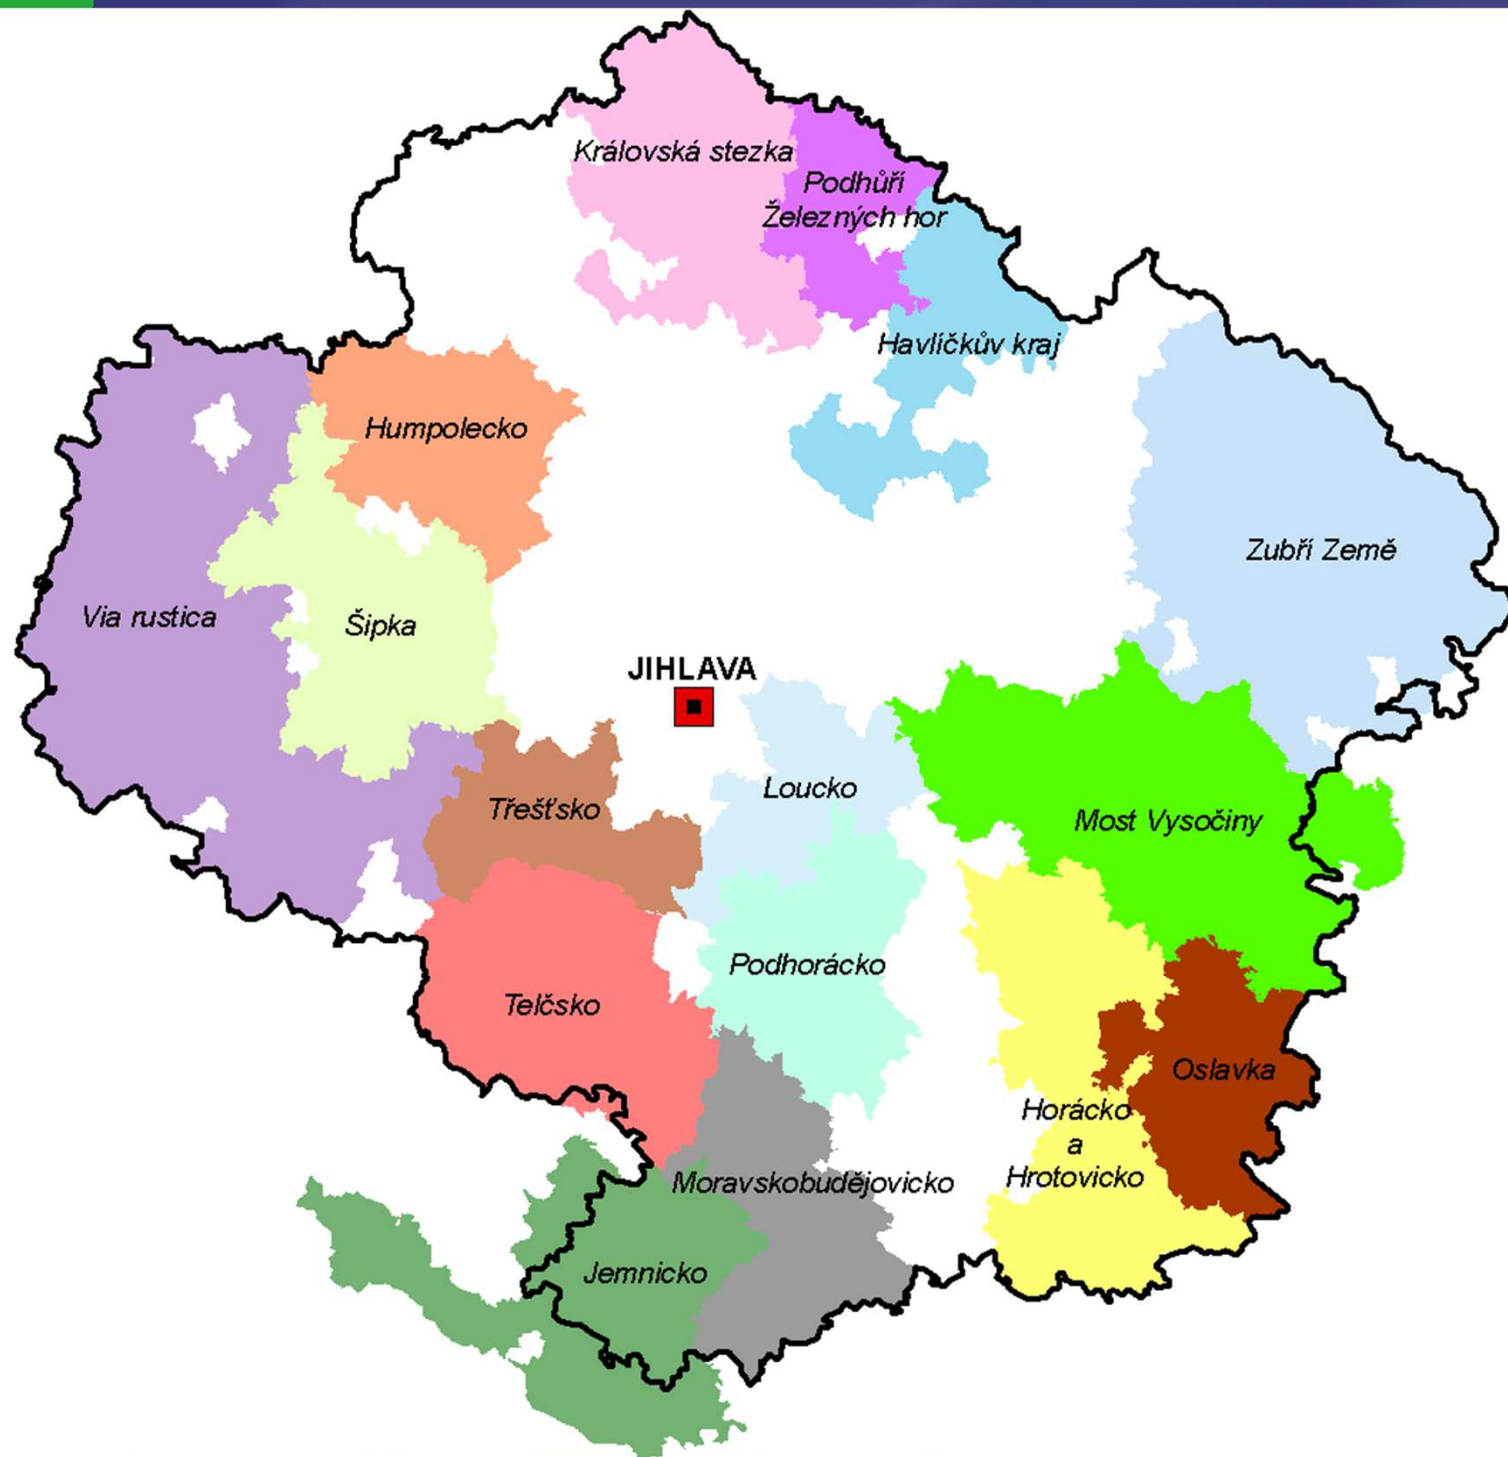 Královská stezka
Podhůří
Železných hor
Havlíčkův kraj
Humpolecko
Zubří Země
Via rustica
Šipka
JIHLAVA
Loucko
Třešťsko
Most Vysočiny
Podhorácko
Telčsko
Oslavka
Horácko
a
Hrotovicko
Moravskobudějovicko
Jemnicko